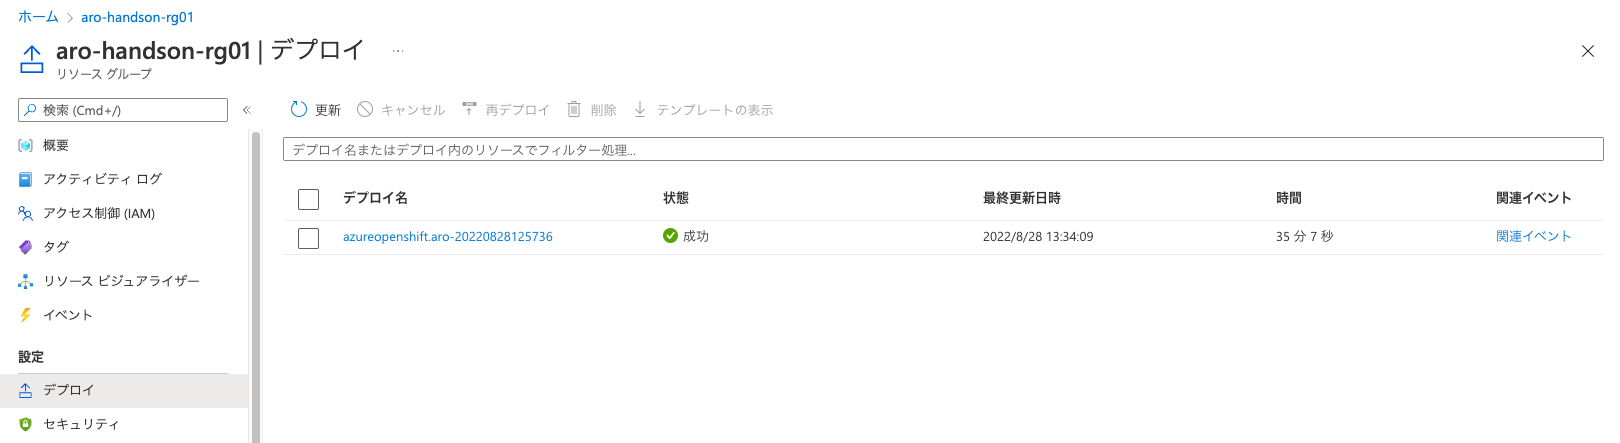 ホーム > aro-handson-rg01
aro-handson-rg01 | デプロイ ...
リソース グループ
検索 (Cmd+/) «
概要
アクティビティ ログ
アクセス制御 (IAM)
タグ
リソース ビジュアライザー
イベント
設定
デプロイ
セキュリティ
更新 キャンセル 再デプロイ 削除 テンプレートの表示
デプロイ名またはデプロイ内のリソースでフィルター処理...
デプロイ名 状態 最終更新日時 時間 関連イベント
azureopenshift.aro-20220828125736 成功 2022/8/28 13:34:09 35 分 7 秒 関連イベント